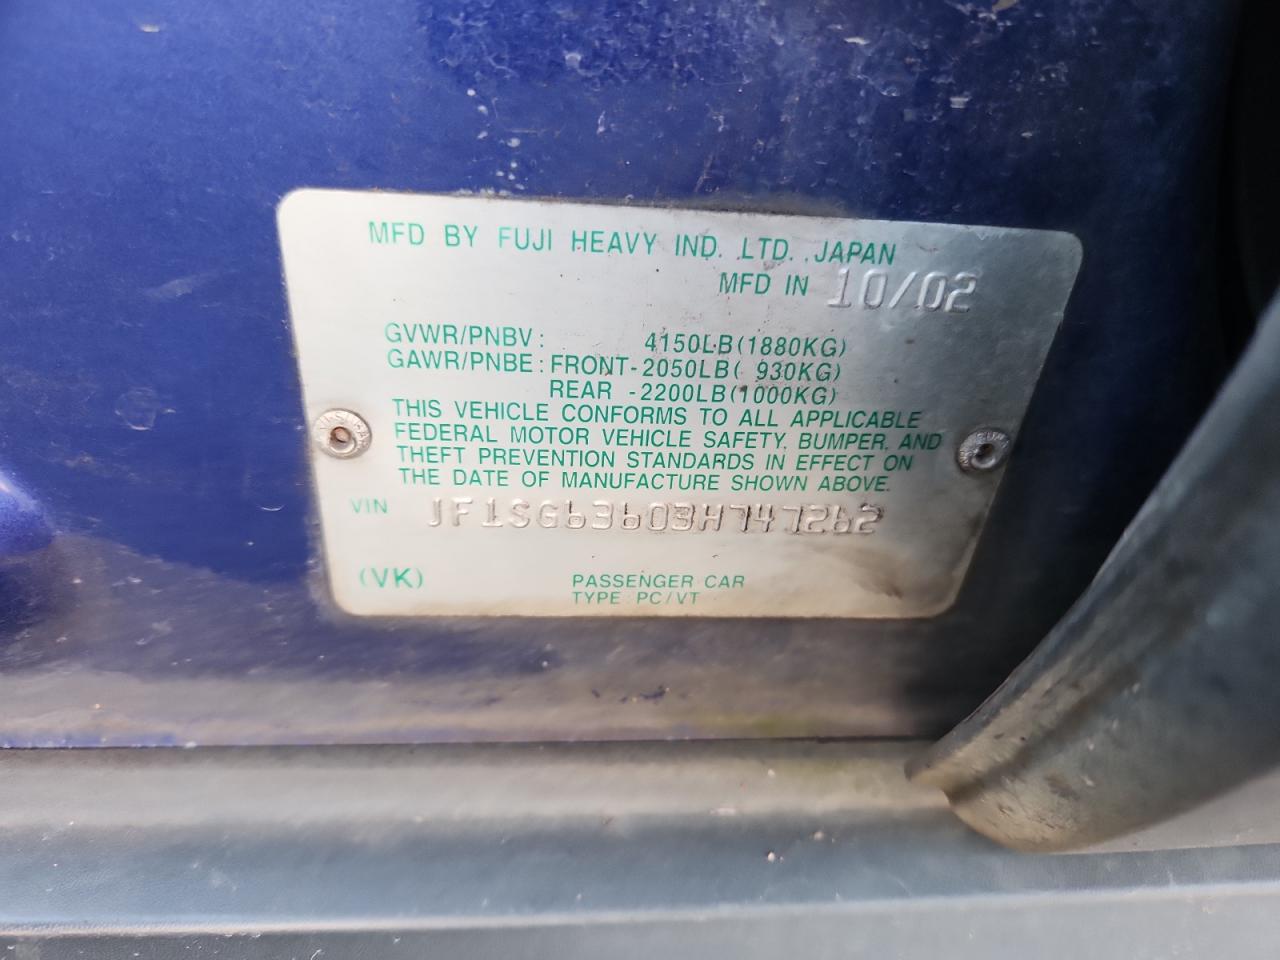 MFD BY FUJI HEAVY IND. LTD. JAPAN
MFD IN 10/02
GVWR/PNBV: 4150LB(1880KG)
GAWR/PNBE: FRONT-2050LB( 930KG)
REAR -2200LB(1000KG)
THIS VEHICLE CONFORMS TO ALL APPLICABLE
FEDERAL MOTOR VEHICLE SAFETY, BUMPER, AND
THEFT PREVENTION STANDARDS IN EFFECT ON
THE DATE OF MANUFACTURE SHOWN ABOVE.
VIN JF1SG63603H747262
(VK) PASSENGER CAR
TYPE PC/VT